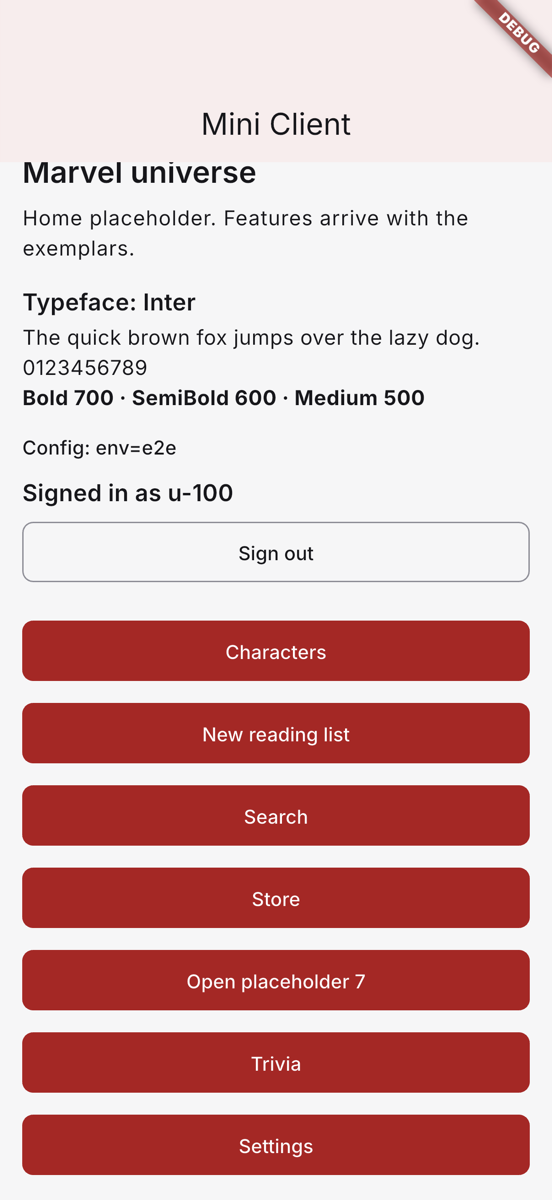 DEBUG
Mini Client
Marvel universe
Home placeholder. Features arrive with the
exemplars.
Typeface: Inter
The quick brown fox jumps over the lazy dog.
0123456789
Bold 700 · SemiBold 600 · Medium 500
Config: env=e2e
Signed in as u-100
Sign out
Characters
New reading list
Search
Store
Open placeholder 7
Trivia
Settings